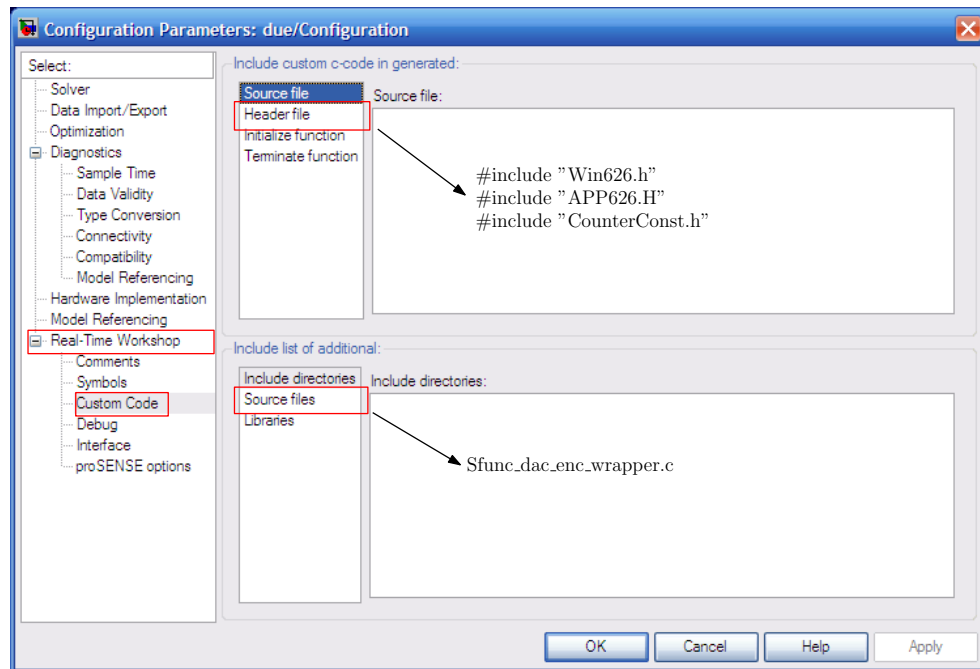 Configuration Parameters: due/Configuration
Select:
Solver
Data Import/Export
Optimization
Diagnostics
Sample Time
Data Validity
Type Conversion
Connectivity
Compatibility
Model Referencing
Hardware Implementation
Model Referencing
Real-Time Workshop
Comments
Symbols
Custom Code
Debug
Interface
proSENSE options
Include custom c-code in generated:
Source file
Header file
Initialize function
Terminate function
Source file:
#include "Win626.h"
#include "APP626.H"
#include "CounterConst.h"
Include list of additional:
Include directories
Source files
Libraries
Include directories:
Sfunc_dac_enc_wrapper.c
OK
Cancel
Help
Apply